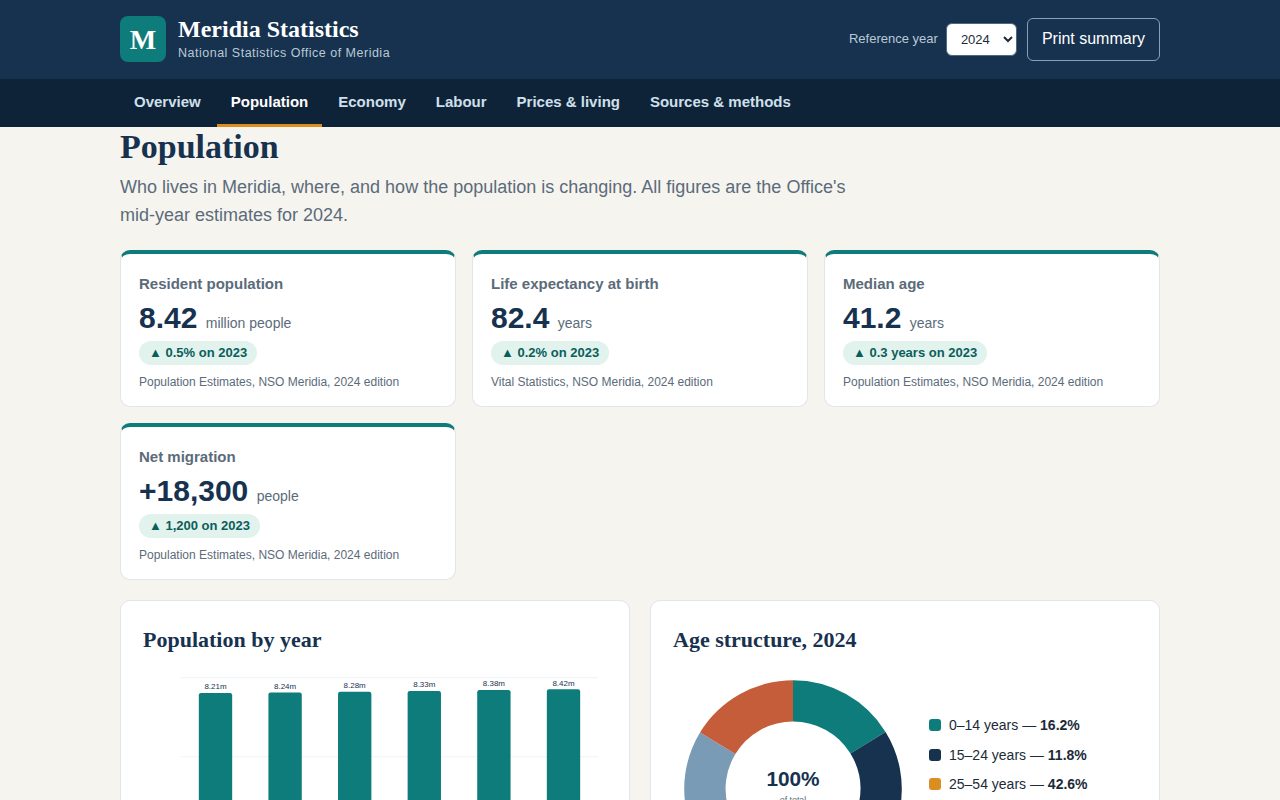 M
Meridia Statistics
National Statistics Office of Meridia
Reference year
2024
Print summary
Overview
Population
Economy
Labour
Prices & living
Sources & methods
Population
Who lives in Meridia, where, and how the population is changing. All figures are the Office's
mid-year estimates for 2024.
Resident population
8.42 million people
▲ 0.5% on 2023
Population Estimates, NSO Meridia, 2024 edition
Life expectancy at birth
82.4 years
▲ 0.2% on 2023
Vital Statistics, NSO Meridia, 2024 edition
Median age
41.2 years
▲ 0.3 years on 2023
Population Estimates, NSO Meridia, 2024 edition
Net migration
+18,300 people
▲ 1,200 on 2023
Population Estimates, NSO Meridia, 2024 edition
Population by year
8.21m
8.24m
8.28m
8.33m
8.38m
8.42m
Age structure, 2024
100%
of total
0–14 years — 16.2%
15–24 years — 11.8%
25–54 years — 42.6%